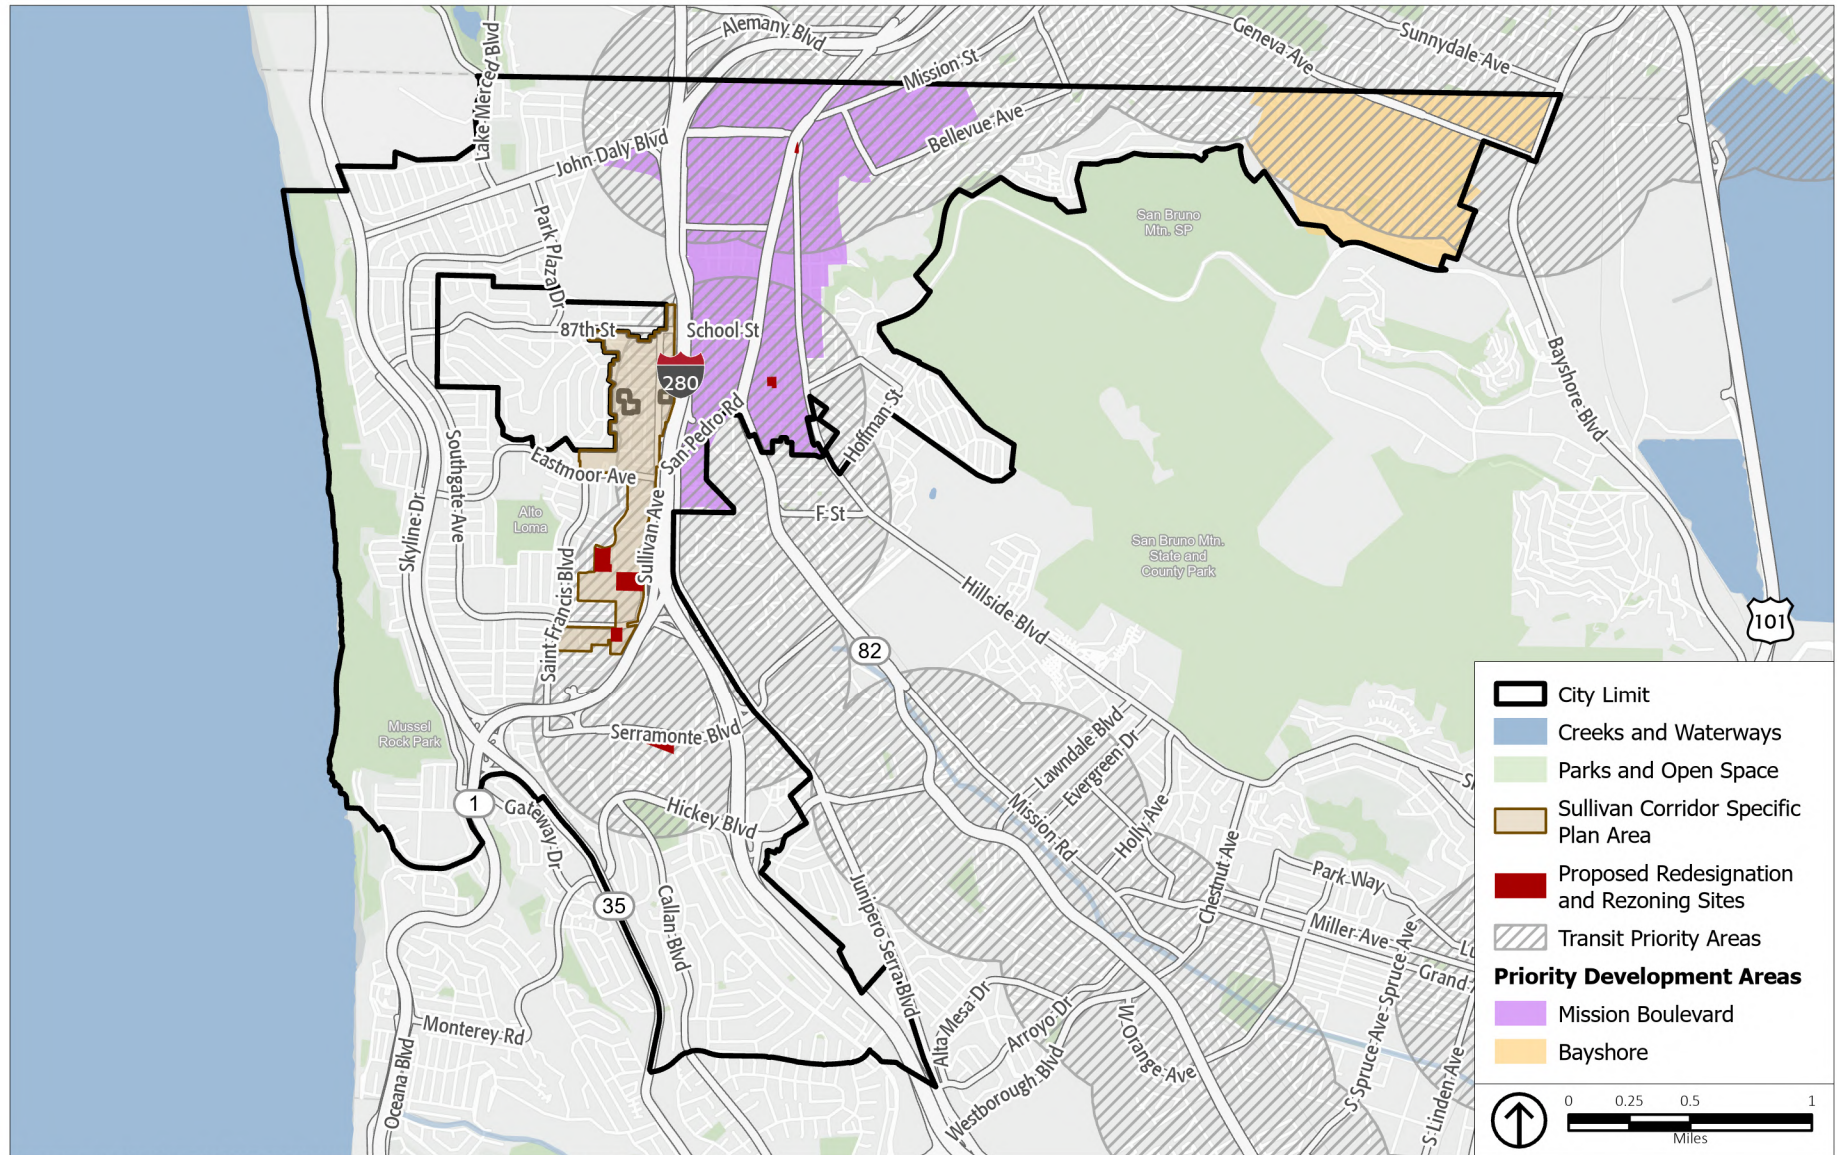 Alemany Blvd
Geneva Ave
Sunnydale Ave
Lake Merced Blvd
Mission St
John Daly Blvd
Bellevue Ave
Park Plaza Dr
San Bruno
Mtn. SP
87th St
School St
280
Bayshore Blvd
San Pedro Rd
Hoffman St
Southgate Ave
Eastmoor Ave
Skyline Dr
Alto
Loma
Sullivan Ave
F St
San Bruno Mtn.
State and
County Park
Saint Francis Blvd
Hillside Blvd
101
82
Mussel
Rock Park
Serramonte Blvd
Lawndale Blvd
Evergreen Dr
1
Gateway Dr
Hickey Blvd
Mission Rd
Holly Ave
Chestnut Ave
Park Way
35
Callan Blvd
Junipero Serra Blvd
Miller Ave
Grand
S Spruce Ave
Spruce Ave
Alta Mesa Dr
Arroyo Dr
W Orange Ave
Monterey Rd
Oceana Blvd
Westborough Blvd
S Linden Ave
City Limit
Creeks and Waterways
Parks and Open Space
Sullivan Corridor Specific
Plan Area
Proposed Redesignation
and Rezoning Sites
Transit Priority Areas
Priority Development Areas
Mission Boulevard
Bayshore
0 0.25 0.5 1
Miles